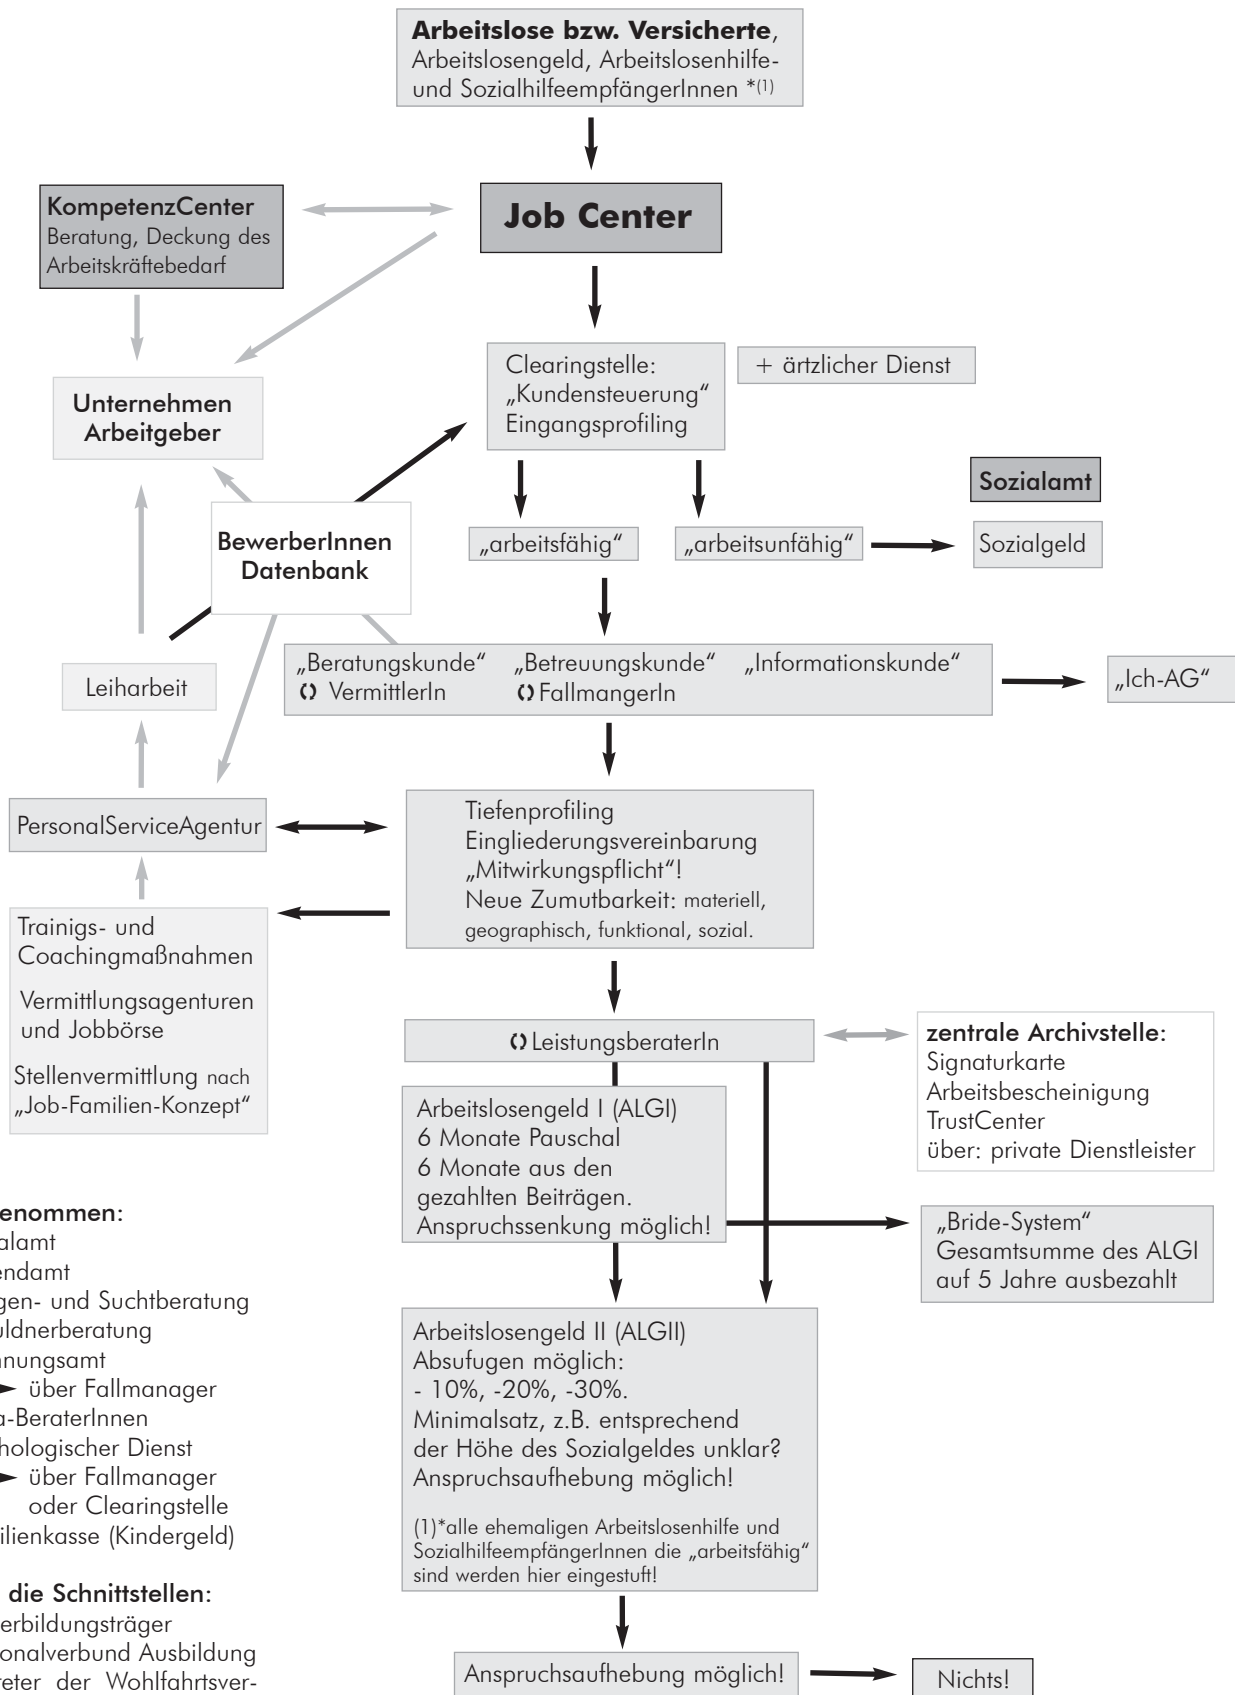 Arbeitslose bzw. Versicherte,
Arbeitslosengeld, Arbeitslosenhilfe-
und SozialhilfeempfängerInnen *(1)
KompetenzCenter
Beratung, Deckung des
Arbeitskräftebedarf
Job Center
Clearingstelle:
„Kundensteuerung“
Eingangsprofiling
+ ärtzlicher Dienst
Unternehmen
Arbeitgeber
Sozialamt
BewerberInnen
Datenbank
„arbeitsfähig“
„arbeitsunfähig“
Sozialgeld
Leiharbeit
„Beratungskunde“ „Betreuungskunde“ „Informationskunde“
VermittlerIn FallmangerIn
„Ich-AG“
PersonalServiceAgentur
Tiefenprofiling
Eingliederungsvereinbarung
„Mitwirkungspflicht“!
Neue Zumutbarkeit: materiell,
geographisch, funktional, sozial.
Trainigs- und
Coachingmaßnahmen
Vermittlungsagenturen
und Jobbörse
Stellenvermittlung nach
„Job-Familien-Konzept“
LeistungsberaterIn
zentrale Archivstelle:
Signaturkarte
Arbeitsbescheinigung
TrustCenter
über: private Dienstleister
Arbeitslosengeld I (ALGI)
6 Monate Pauschal
6 Monate aus den
gezahlten Beiträgen.
Anspruchssenkung möglich!
„Bride-System“
Gesamtsumme des ALGI
auf 5 Jahre ausbezahlt
Arbeitslosengeld II (ALGII)
Absufugen möglich:
- 10%, -20%, -30%.
Minimalsatz, z.B. entsprechend
der Höhe des Sozialgeldes unklar?
Anspruchsaufhebung möglich!
(1)*alle ehemaligen Arbeitslosenhilfe und
SozialhilfeempfängerInnen die „arbeitsfähig“
sind werden hier eingestuft!
Anspruchsaufhebung möglich!
Nichts!
enommen:
alamt
endamt
gen- und Suchtberatung
uldnerberatung
nnungsamt
über Fallmanager
a-BeraterInnen
hologischer Dienst
über Fallmanager
oder Clearingstelle
ilienkasse (Kindergeld)
die Schnittstellen:
erbildungsträger
onalverbund Ausbildung
reter der Wohlfahrtsver-